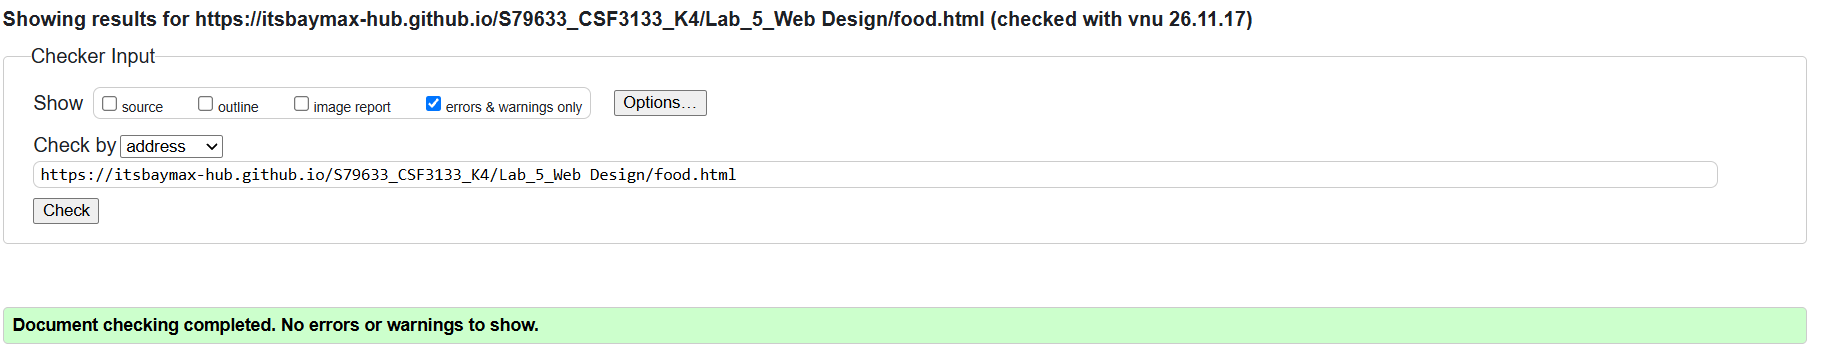 Showing results for https://itsbaymax-hub.github.io/S79633_CSF3133_K4/Lab_5_Web Design/food.html (checked with vnu 26.11.17)
Checker Input
Show source outline image report errors & warnings only Options...
Check by address
https://itsbaymax-hub.github.io/S79633_CSF3133_K4/Lab_5_Web Design/food.html
Check
Document checking completed. No errors or warnings to show.